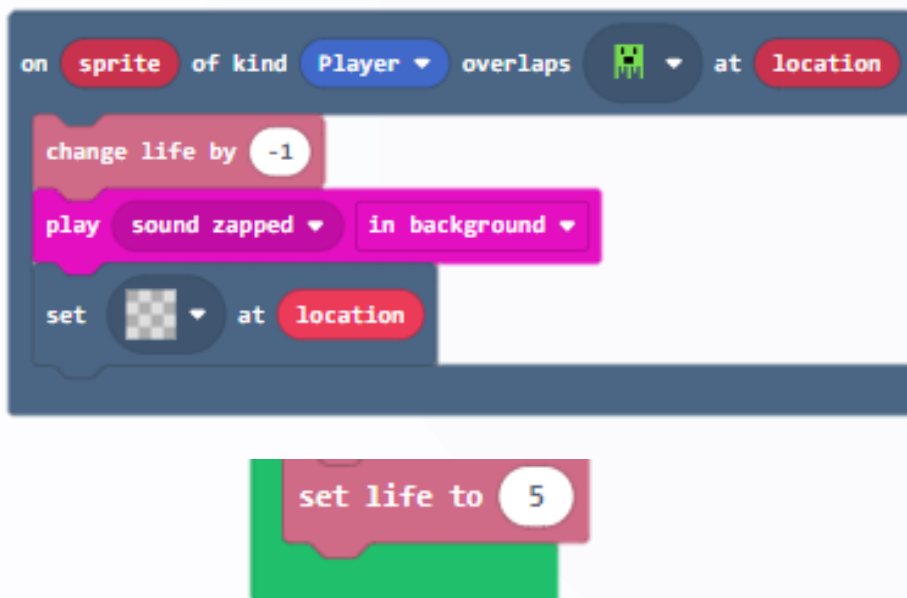 on sprite of kind Player overlaps at location
change life by -1
play sound zapped in background
set at location
set life to 5